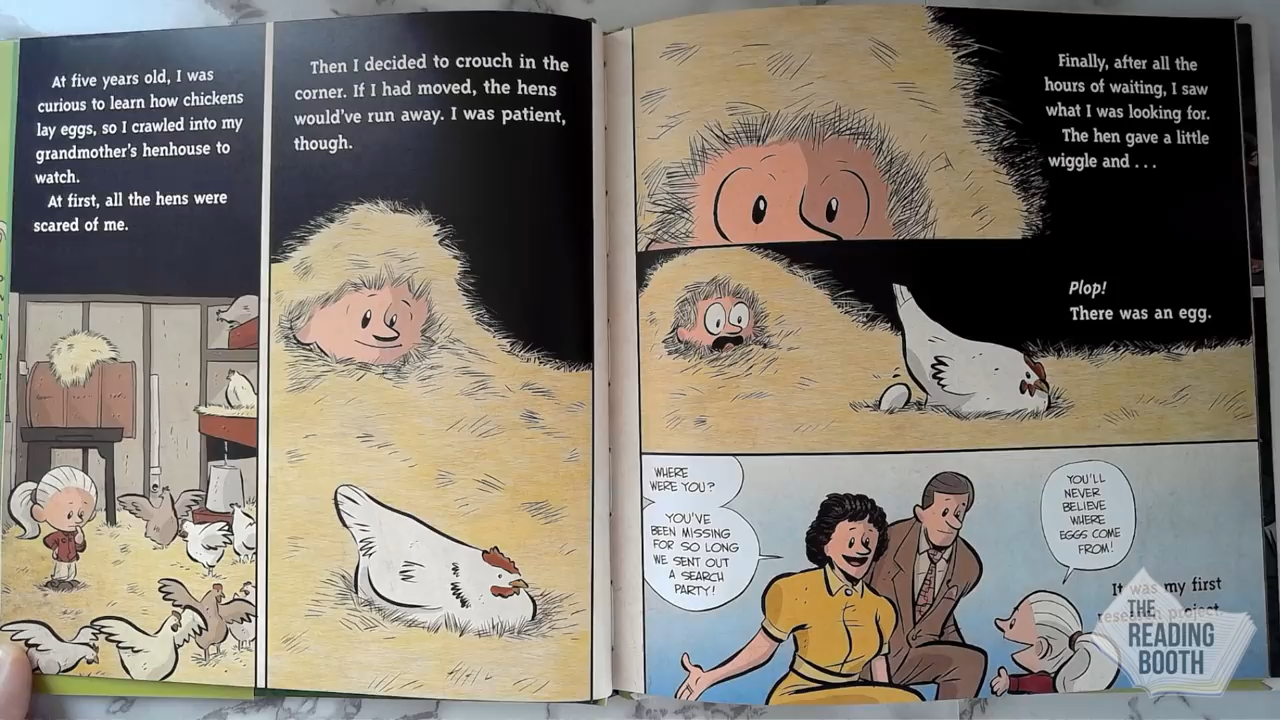 At five years old, I was
curious to learn how chickens
lay eggs, so I crawled into my
grandmother's henhouse to
watch.
At first, all the hens were
scared of me.
Then I decided to crouch in the
corner. If I had moved, the hens
would've run away. I was patient,
though.
Finally, after all the
hours of waiting, I saw
what I was looking for.
The hen gave a little
wiggle and . . .
Plop!
There was an egg.
WHERE
WERE YOU?
YOU'VE
BEEN MISSING
FOR SO LONG
WE SENT OUT
A SEARCH
PARTY!
YOU'LL
NEVER
BELIEVE
WHERE
EGGS COME
FROM!
It was my first
research project.
THE
READING
BOOTH